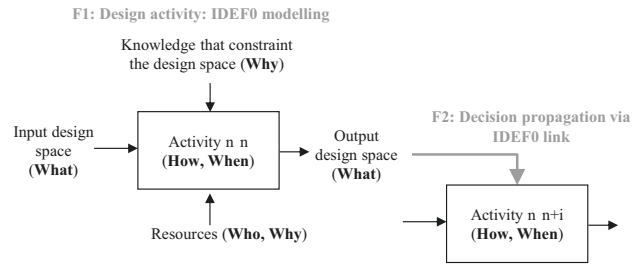 F1: Design activity: IDEF0 modelling
Knowledge that constraint
the design space (Why)
Input design
space
(What)
Activity n n
(How, When)
Output
design space
(What)
Resources (Who, Why)
F2: Decision propagation via
IDEF0 link
Activity n n+i
(How, When)